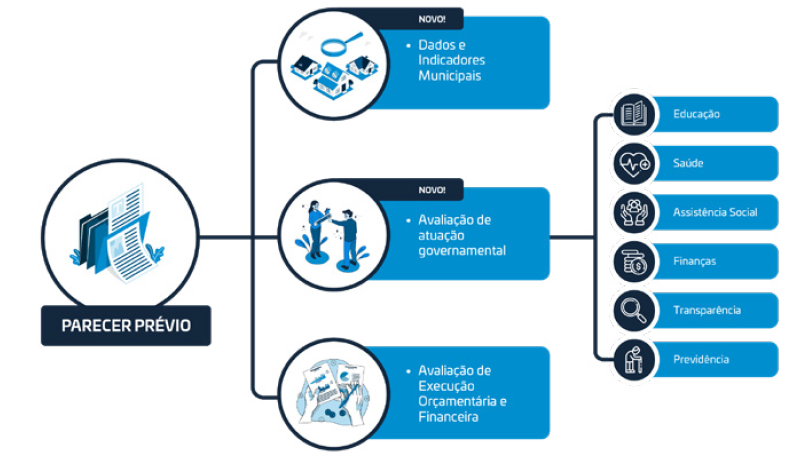 PARECER PRÉVIO
NOVO!
• Dados e
Indicadores
Municipais
NOVO!
• Avaliação de
atuação
governamental
• Avaliação de
Execução
Orçamentária e
Financeira
Educação
Saúde
Assistência Social
Finanças
Transparência
Previdência